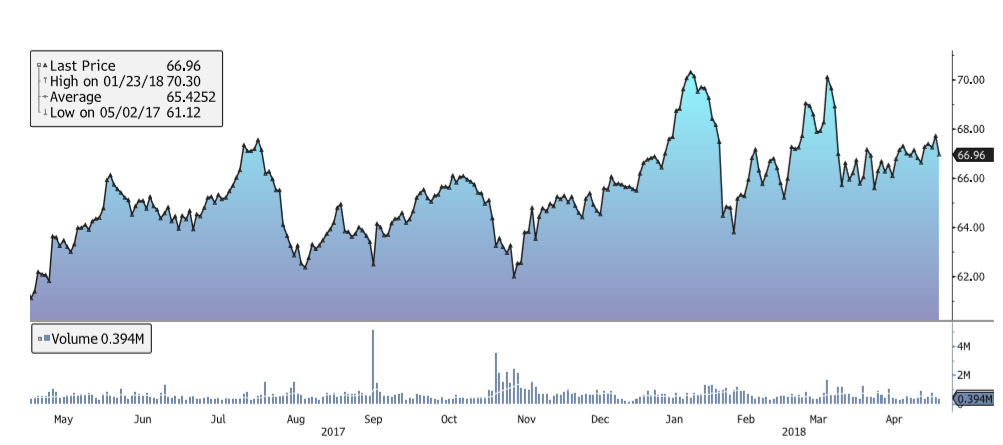 Last Price 66.96
High on 01/23/18 70.30
Average 65.4252
Low on 05/02/17 61.12
70.00
68.00
66.96
66.00
64.00
62.00
Volume 0.394M
4M
2M
0.394M
0
May Jun Jul Aug Sep Oct Nov Dec Jan Feb Mar Apr
2017 2018